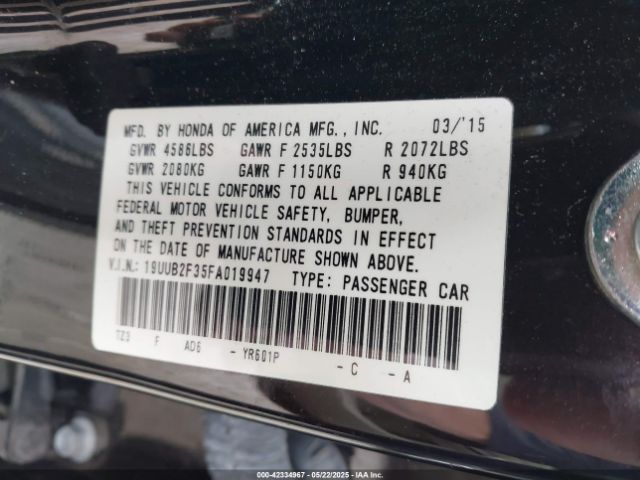 MFD. BY HONDA OF AMERICA MFG., INC. 03/'15
GVWR 4586LBS GAWR F 2535LBS R 2072LBS
GVWR 2080KG GAWR F 1150KG R 940KG
THIS VEHICLE CONFORMS TO ALL APPLICABLE
FEDERAL MOTOR VEHICLE SAFETY, BUMPER,
AND THEFT PREVENTION STANDARDS IN EFFECT
ON THE DATE OF MANUFACTURE SHOWN ABOVE.
V.I.N.: 19UUB2F35FA019947 TYPE: PASSENGER CAR
TZ3 F AD6 - YR601P - C - A
000-42334967 - 05/22/2025 - IAA Inc.